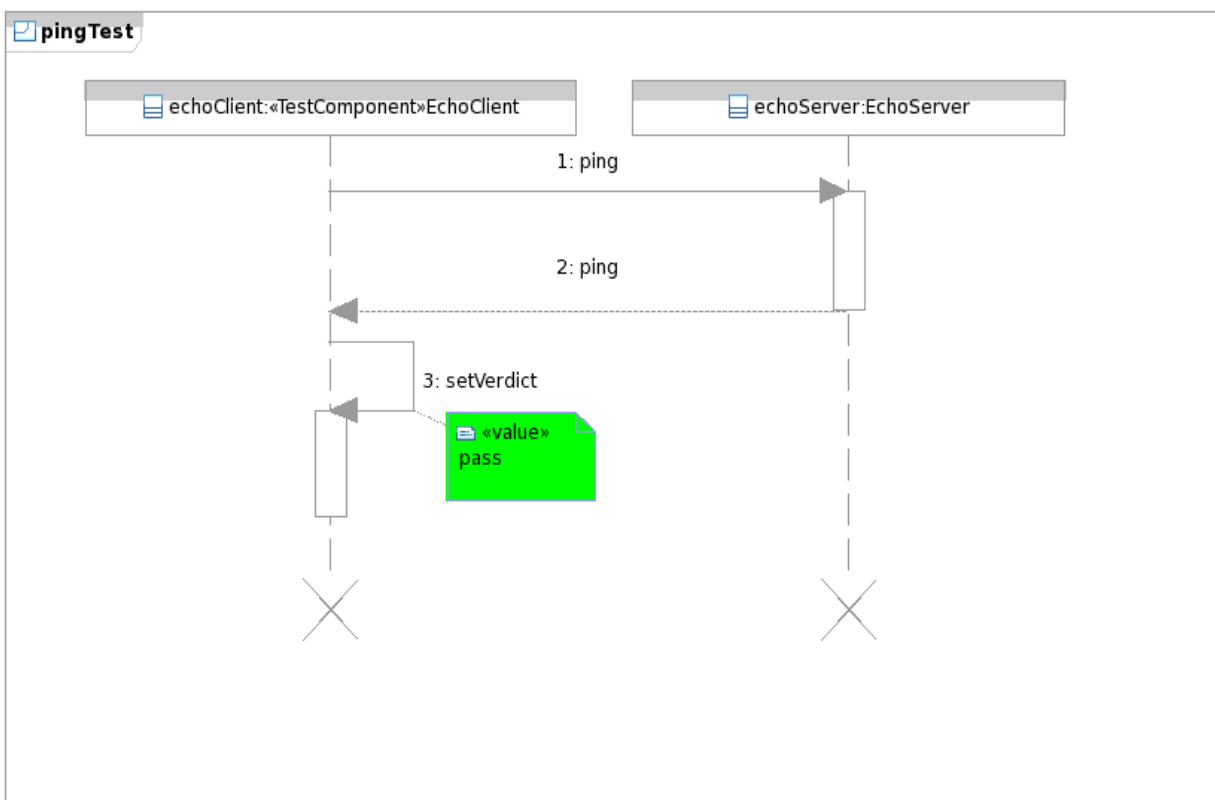 pingTest
echoClient:«TestComponent»EchoClient
echoServer:EchoServer
1: ping
2: ping
3: setVerdict
«value»
pass